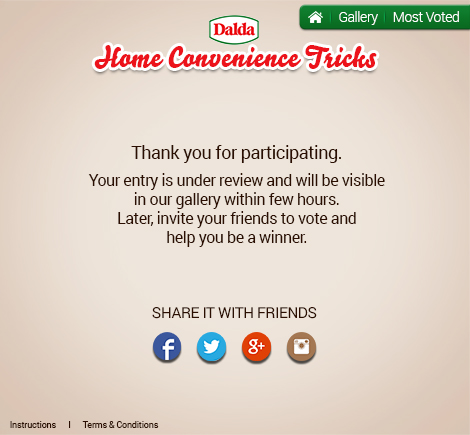 Gallery | Most Voted
Dalda
Home Convenience Tricks
Thank you for participating.
Your entry is under review and will be visible
in our gallery within few hours.
Later, invite your friends to vote and
help you be a winner.
SHARE IT WITH FRIENDS
f g+
Instructions | Terms & Conditions